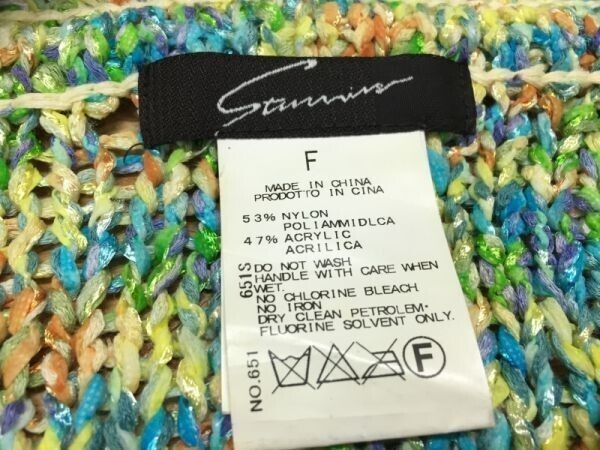 F
MADE IN CHINA
PRODOTTO IN CINA
53% NYLON
POLIAMMIDLCA
47% ACRYLIC
ACRILICA
DO NOT WASH
HANDLE WITH CARE WHEN
WET.
NO CHLORINE BLEACH
NO IRON
DRY CLEAN PETROLEM·
FLUORINE SOLVENT ONLY.
F
NO.651 651S